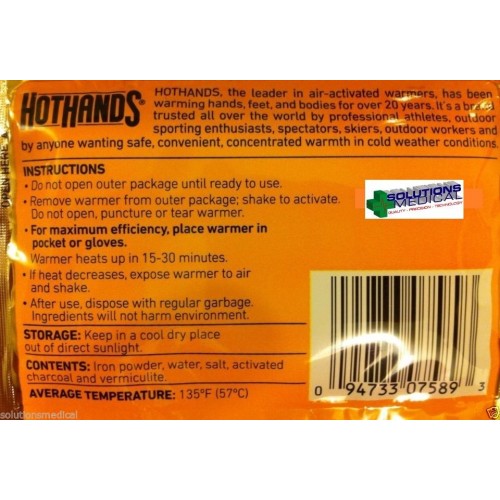 HOTHANDS®
HOTHANDS, the leader in air-activated warmers, has been
warming hands, feet, and bodies for over 20 years. It's a
trusted all over the world by professional athletes, outdoor
sporting enthusiasts, spectators, skiers, outdoor workers and
by anyone wanting safe, convenient, concentrated warmth in cold weather conditions.
OPEN HERE
INSTRUCTIONS
• Do not open outer package until ready to use.
• Remove warmer from outer package; shake to activate.
Do not open, puncture or tear warmer.
• For maximum efficiency, place warmer in
pocket or gloves.
• Warmer heats up in 15-30 minutes.
• If heat decreases, expose warmer to air
and shake.
• After use, dispose with regular garbage.
Ingredients will not harm environment.
STORAGE: Keep in a cool dry place
out of direct sunlight.
CONTENTS: Iron powder, water, salt, activated
charcoal and vermiculite.
AVERAGE TEMPERATURE: 135°F (57°C)
SOLUTIONS
MEDICAL
QUALITY - PRECISION - TECHNOLOGY
0 94733 07589 3
solutionsmedical